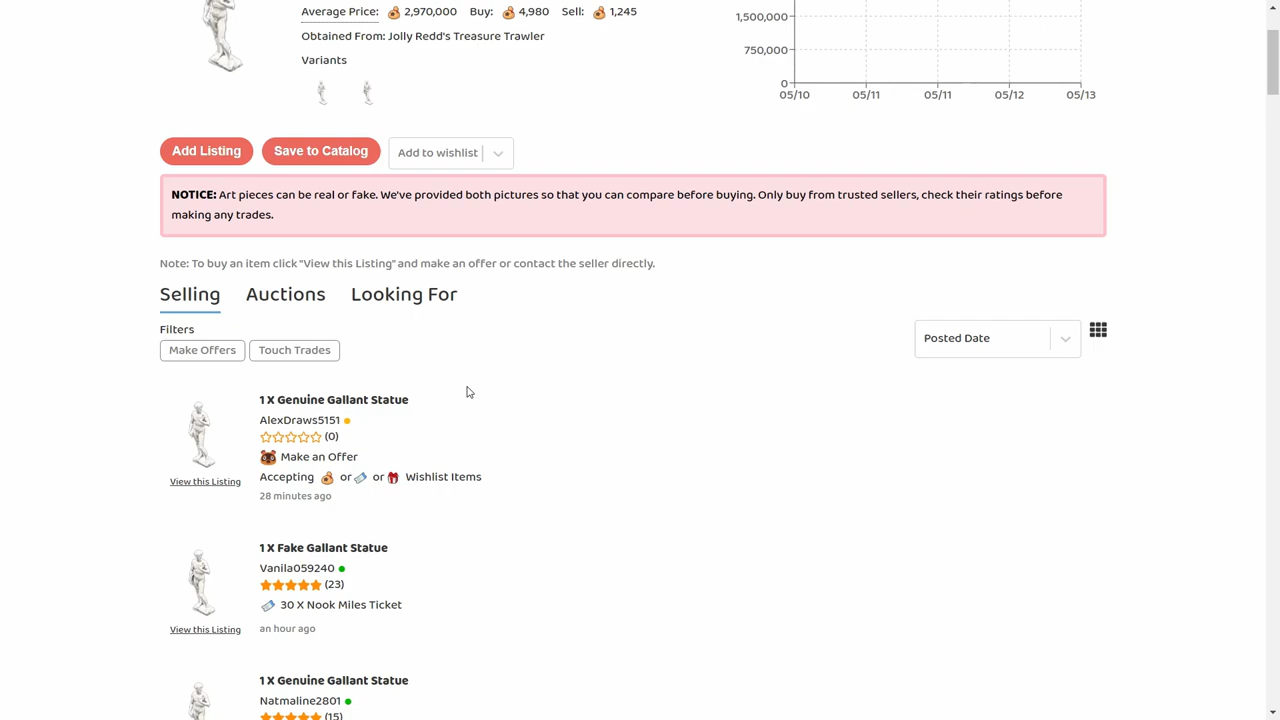 Average Price: 2,970,000 Buy: 4,980 Sell: 1,245
Obtained From: Jolly Redd's Treasure Trawler
Variants
1,500,000
750,000
0
05/10 05/11 05/11 05/12 05/13
Add Listing Save to Catalog Add to wishlist
NOTICE: Art pieces can be real or fake. We've provided both pictures so that you can compare before buying. Only buy from trusted sellers, check their ratings before
making any trades.
Note: To buy an item click "View this Listing" and make an offer or contact the seller directly.
Selling Auctions Looking For
Filters
Make Offers Touch Trades
Posted Date
1 X Genuine Gallant Statue
AlexDraws5151
(0)
Make an Offer
Accepting or or Wishlist Items
28 minutes ago
View this Listing
1 X Fake Gallant Statue
Vanila059240
(23)
30 X Nook Miles Ticket
an hour ago
View this Listing
1 X Genuine Gallant Statue
Natmaline2801
(15)